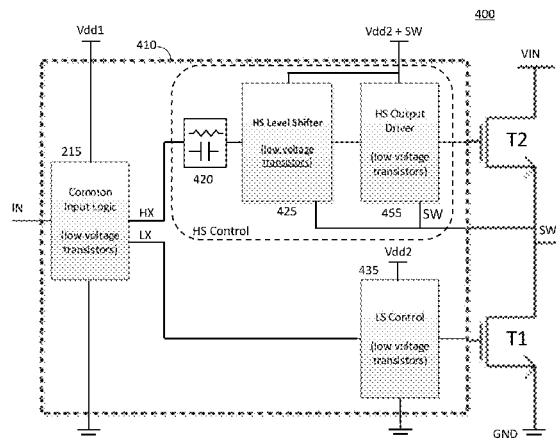 400
Vdd1
410
Vdd2 + SW
VIN
HS Level Shifter
(low voltage
transistors)
HS Output
Driver
(low voltage
transistors)
T2
215
420
Common
Input Logic
(low voltage
transistors)
IN
HX
LX
425
455
SW
HS Control
SW
Vdd2
435
LS Control
(low voltage
transistors)
T1
GND